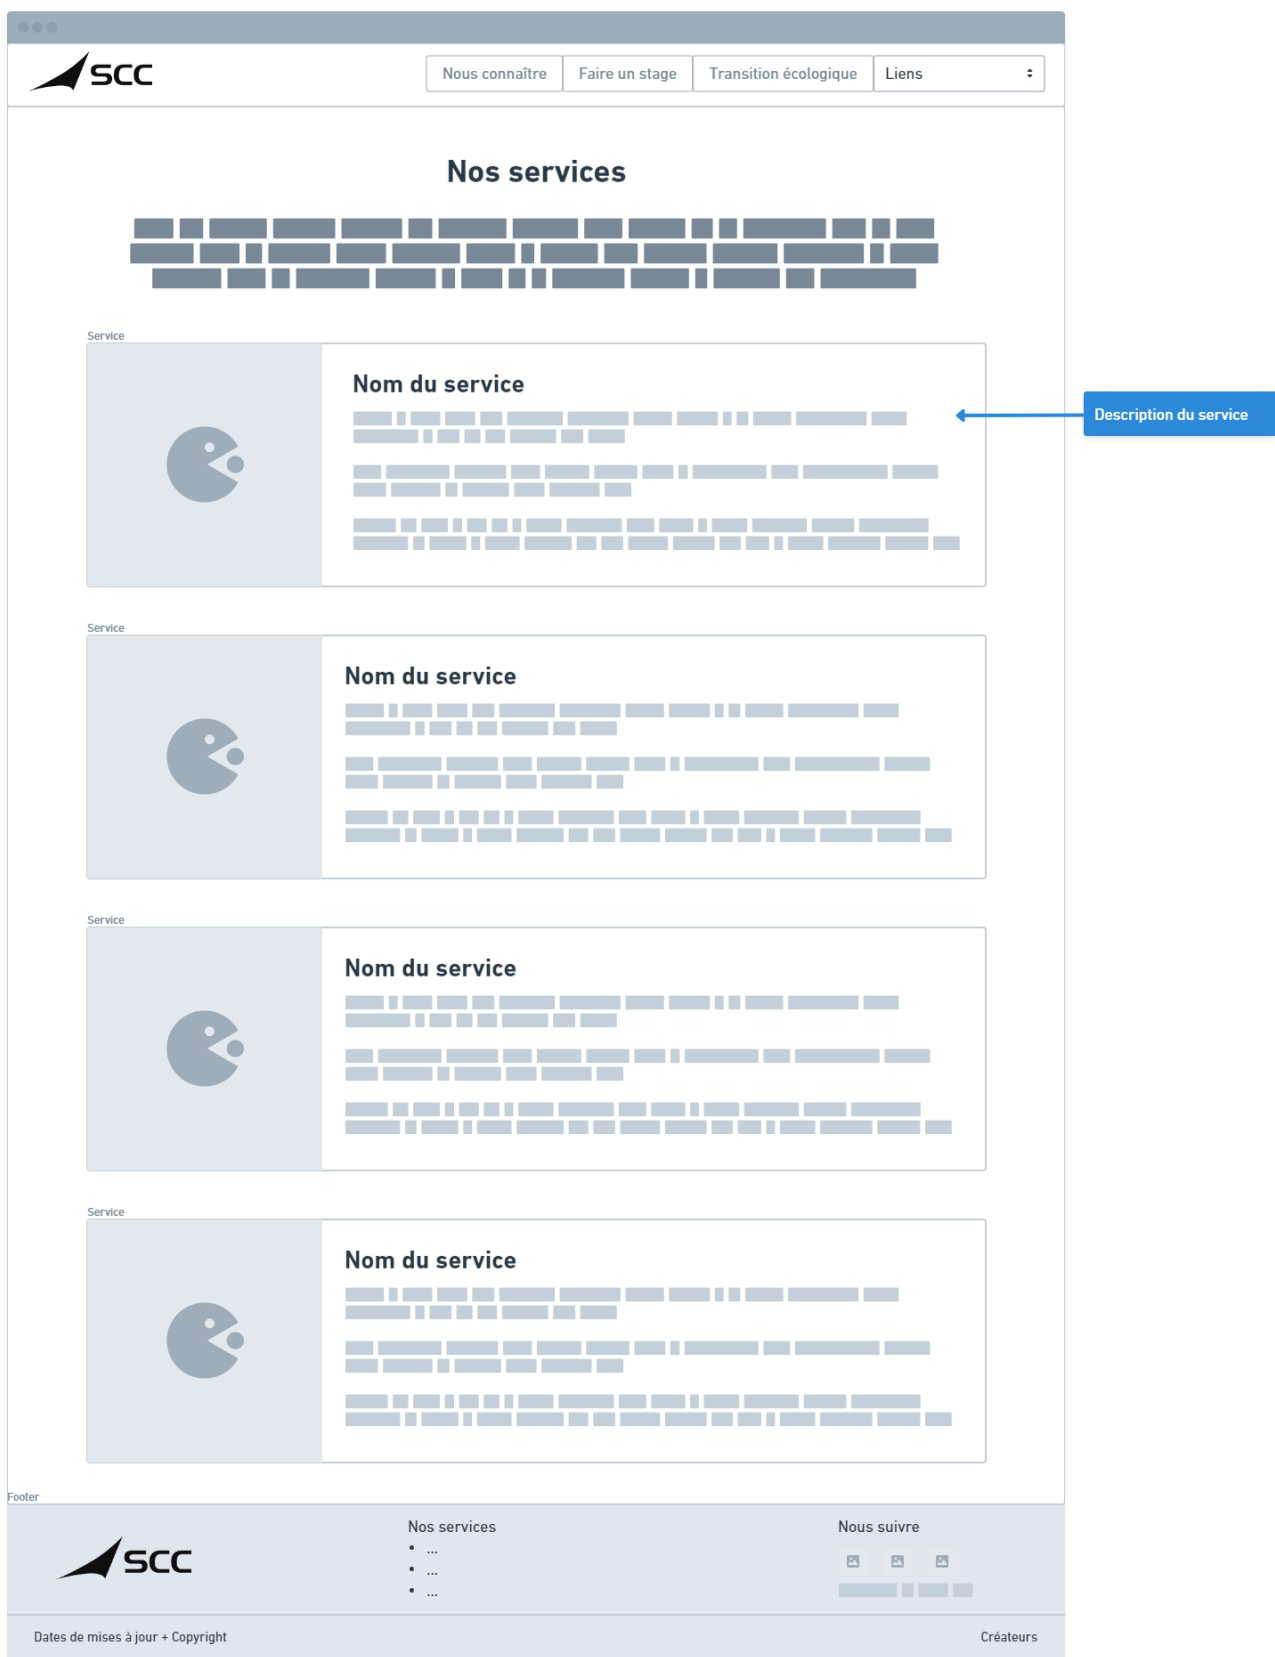 SCC
Nous connaître
Faire un stage
Transition écologique
Liens
Nos services
Service
Nom du service
Description du service
Service
Nom du service
Service
Nom du service
Service
Nom du service
Footer
SCC
Nos services
• ...
• ...
• ...
Nous suivre
Dates de mises à jour + Copyright
Créateurs